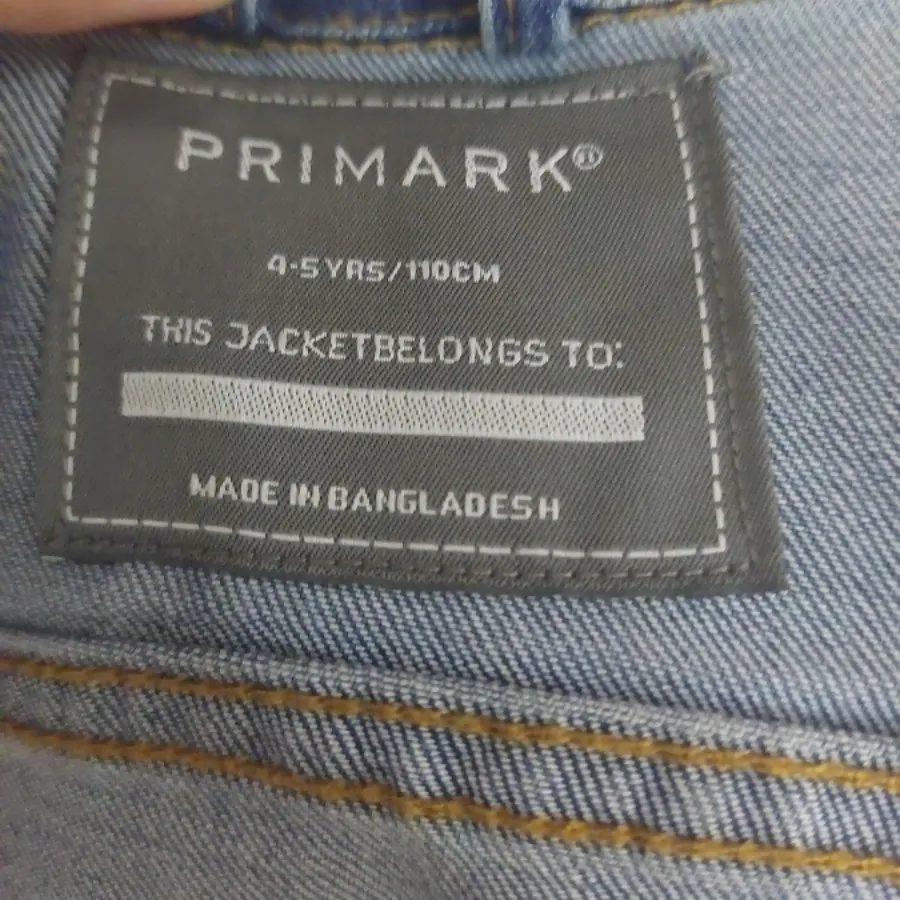 PRIMARK®
4-5YRS/110CM
THIS JACKETBELONGS TO:
MADE IN BANGLADESH